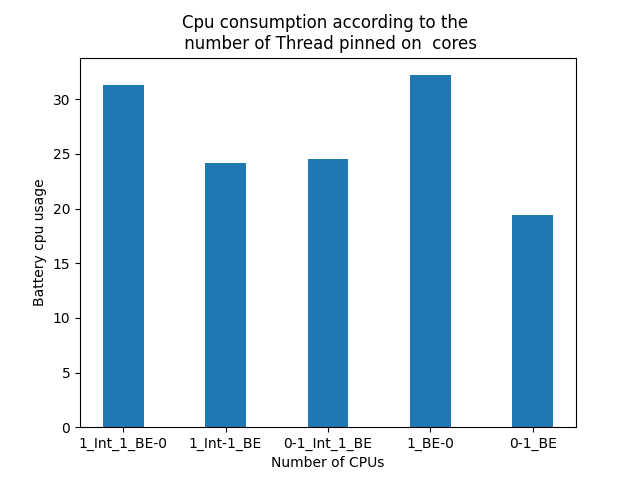 Cpu consumption according to the
number of Thread pinned on  cores
30
25
20
15
10
5
0
Battery cpu usage
1_Int_1_BE-0 1_Int-1_BE 0-1_Int_1_BE 1_BE-0 0-1_BE
Number of CPUs